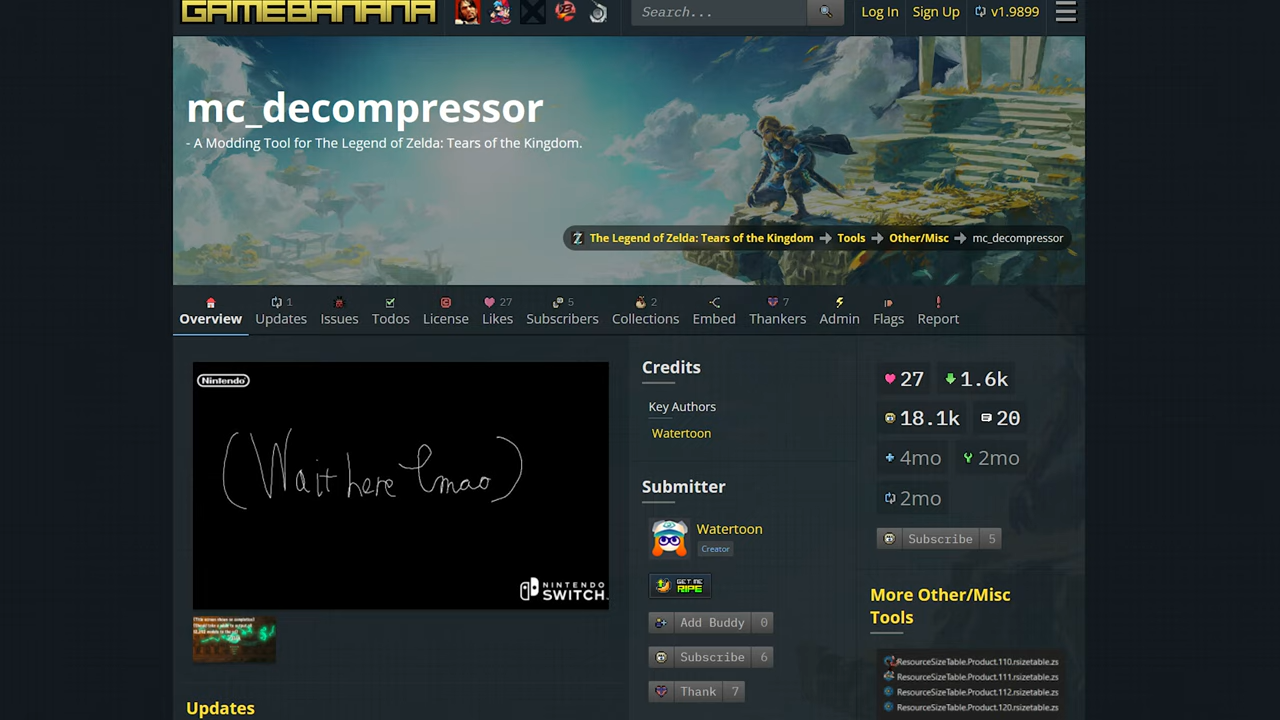 GAMEBANANA
Search...
Log In
Sign Up
v1.9899
mc_decompressor
- A Modding Tool for The Legend of Zelda: Tears of the Kingdom.
The Legend of Zelda: Tears of the Kingdom
Tools
Other/Misc
mc_decompressor
1
27
5
2
7
Overview
Updates
Issues
Todos
License
Likes
Subscribers
Collections
Embed
Thankers
Admin
Flags
Report
Nintendo
(Wait here lmao)
NINTENDO
SWITCH
Updates
Credits
Key Authors
Watertoon
Submitter
Watertoon
Creator
GET ME
RIPE
Add Buddy 0
Subscribe 6
Thank 7
27
1.6k
18.1k
20
4mo
2mo
2mo
Subscribe 5
More Other/Misc
Tools
ResourceSizeTable.Product.110.rsizetable.zs
ResourceSizeTable.Product.111.rsizetable.zs
ResourceSizeTable.Product.112.rsizetable.zs
ResourceSizeTable.Product.120.rsizetable.zs